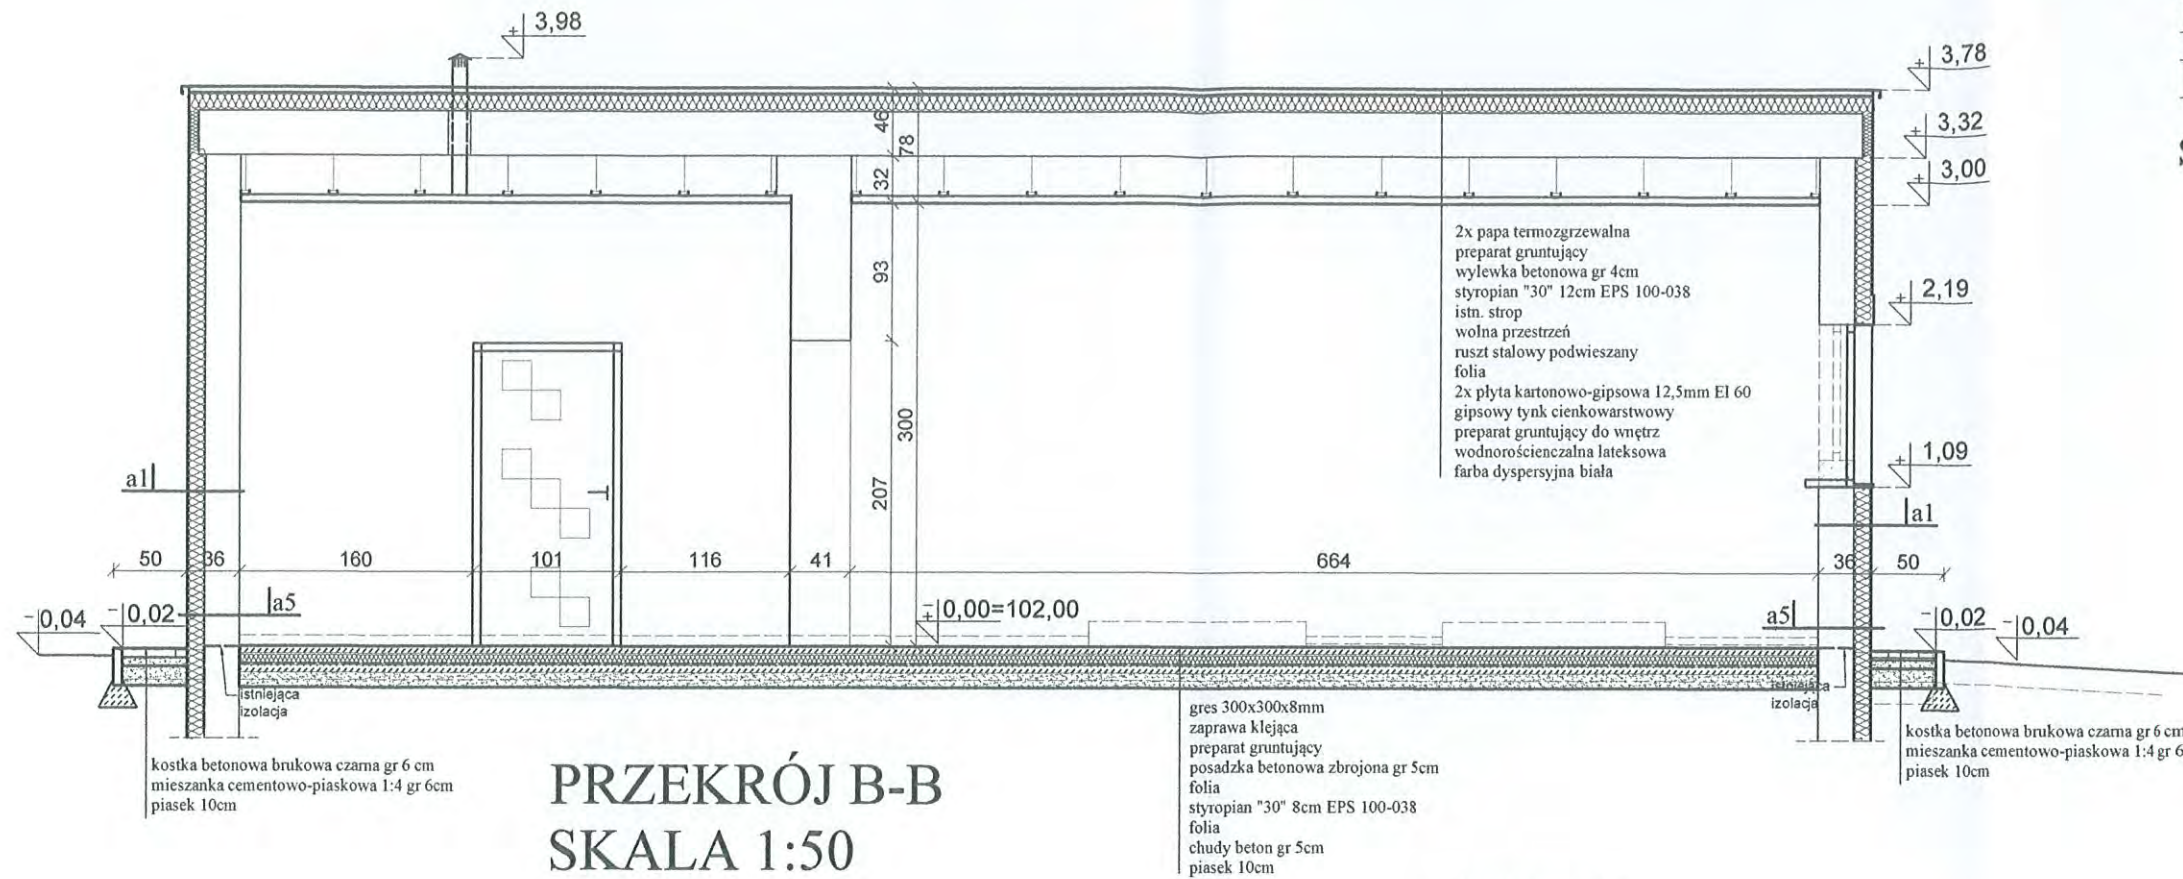 + 3,98
+ 3,78
+ 3,32
+ 3,00
46
78
32
2x papa termozgrzewalna
preparat gruntujący
wylewka betonowa gr 4cm
styropian "30" 12cm EPS 100-038
istn. strop
wolna przestrzeń
ruszt stalowy podwieszany
folia
2x płyta kartonowo-gipsowa 12,5mm EI 60
gipsowy tynk cienkowarstwowy
preparat gruntujący do wnętrz
wodnorościenczalna lateksowa
farba dyspersyjna biała
93
+ 2,19
300
+ 1,09
207
a1
a1
50 36 160 101 116 41 664 36 50
-0,04 -0,02 a5 ∓0,00=102,00 a5 -0,02 -0,04
istniejąca
izolacja
istniejąca
izolacja
kostka betonowa brukowa czarna gr 6 cm
mieszanka cementowo-piaskowa 1:4 gr 6cm
piasek 10cm
PRZEKRÓJ B-B
SKALA 1:50
gres 300x300x8mm
zaprawa klejąca
preparat gruntujący
posadzka betonowa zbrojona gr 5cm
folia
styropian "30" 8cm EPS 100-038
folia
chudy beton gr 5cm
piasek 10cm
kostka betonowa brukowa czarna gr 6 cm
mieszanka cementowo-piaskowa 1:4 gr 6
piasek 10cm